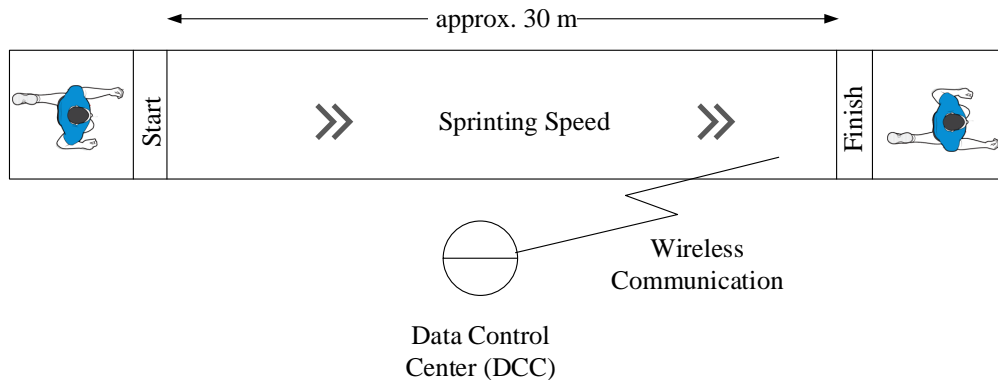 approx. 30 m
Start
Sprinting Speed
Finish
Wireless
Communication
Data Control
Center (DCC)